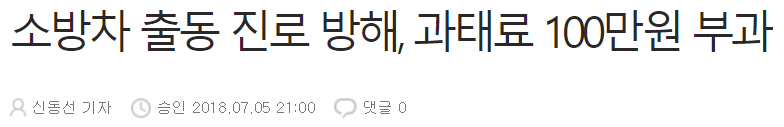 소방차 출동 진로 방해, 과태료 100만원 부과
신동선 기자 승인 2018.07.05 21:00 댓글 0